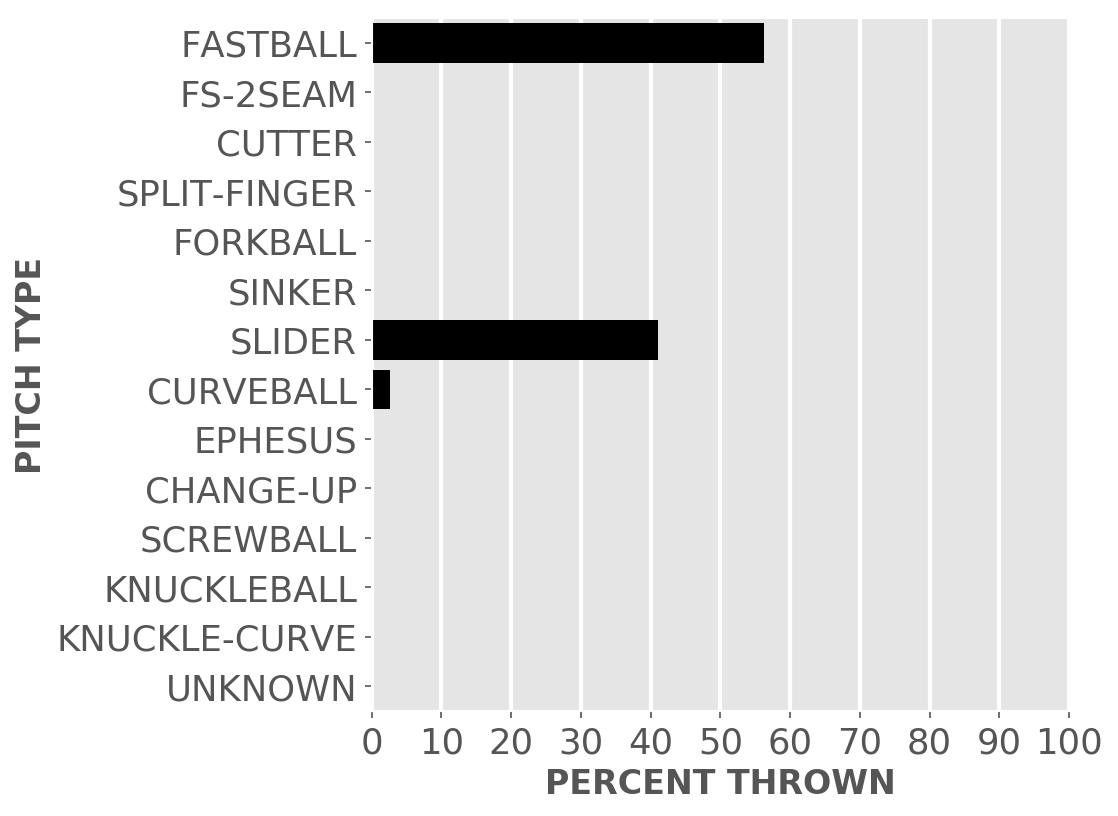 FASTBALL
FS-2SEAM
CUTTER
SPLIT-FINGER
FORKBALL
SINKER
SLIDER
CURVEBALL
EPHESUS
CHANGE-UP
SCREWBALL
KNUCKLEBALL
KNUCKLE-CURVE
UNKNOWN
PITCH TYPE
0 10 20 30 40 50 60 70 80 90 100
PERCENT THROWN